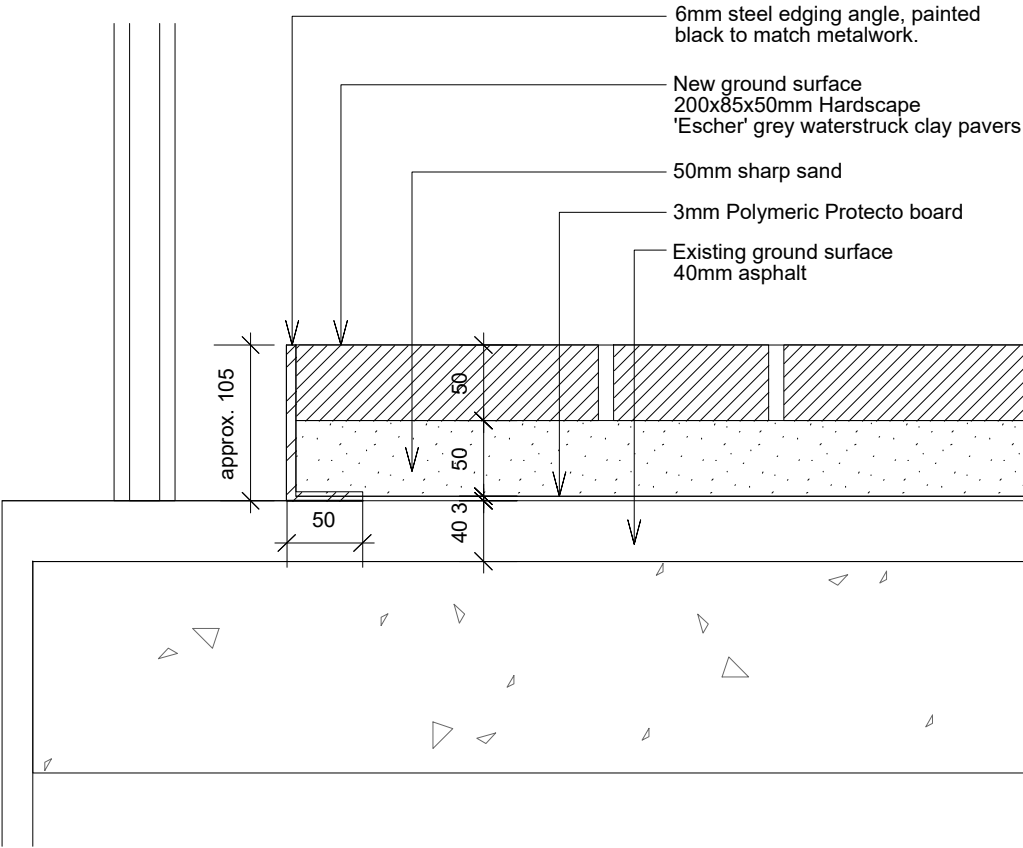 6mm steel edging angle, painted
black to match metalwork.
New ground surface
200x85x50mm Hardscape
'Escher' grey waterstruck clay pavers
50mm sharp sand
3mm Polymeric Protecto board
Existing ground surface
40mm asphalt
approx. 105
50
50
3
40
50